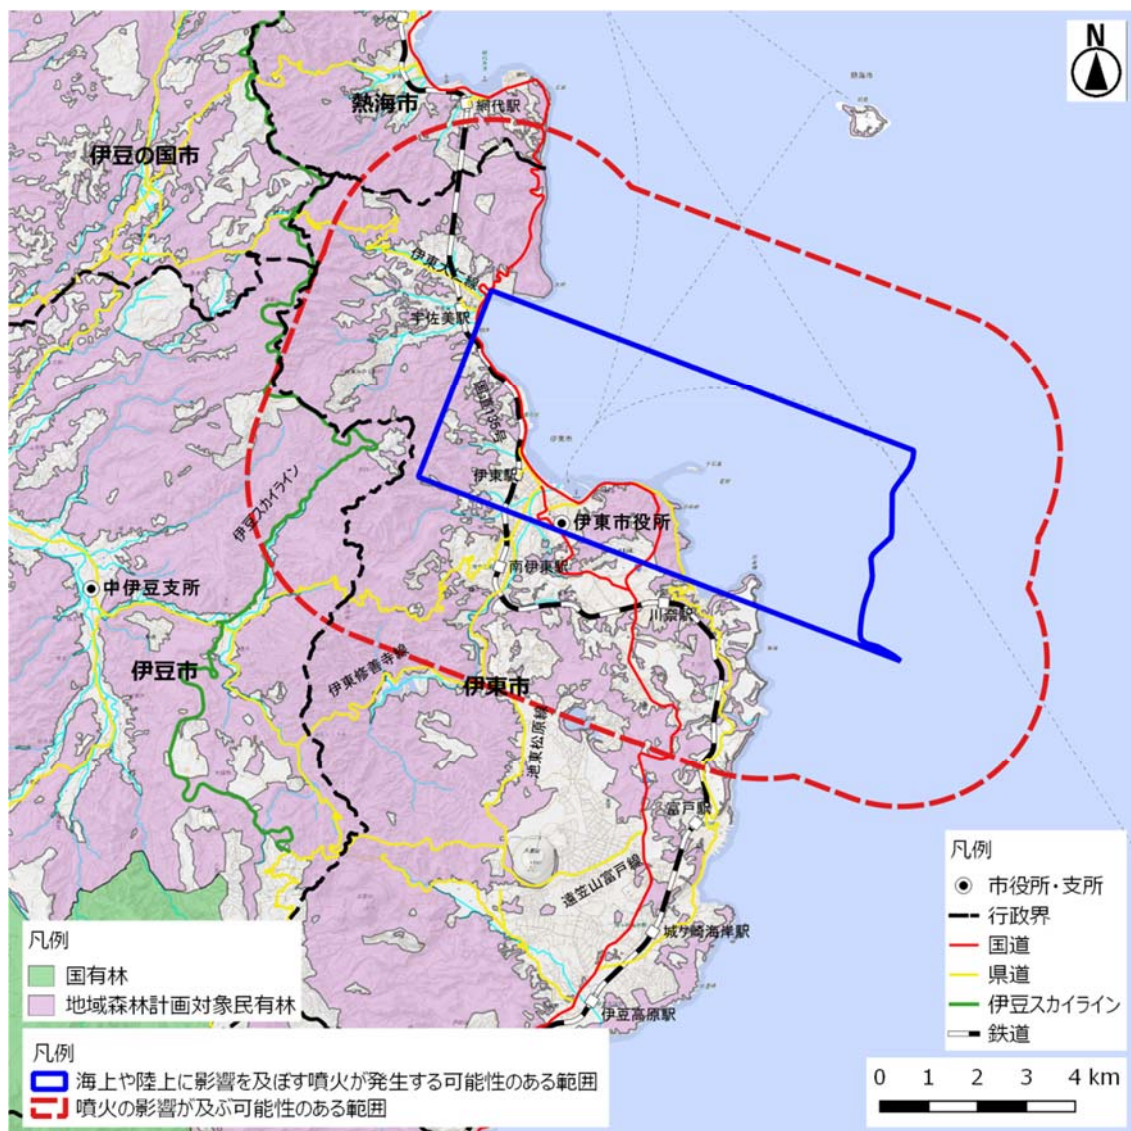 N
熱海市
網代駅
熱海市
伊豆の国市
宇佐美駅
国道135号
伊東市
伊東駅
伊豆スカイライン
伊東市役所
南伊東駅
中伊豆支所
川奈駅
伊豆市
伊東修善寺線
伊東市
池東松原線
富戸駅
遠笠山富戸線
城ケ崎海岸駅
伊豆高原駅
凡例
市役所・支所
行政界
国道
県道
伊豆スカイライン
鉄道
凡例
国有林
地域森林計画対象民有林
凡例
海上や陸上に影響を及ぼす噴火が発生する可能性のある範囲
噴火の影響が及ぶ可能性のある範囲
0 1 2 3 4 km